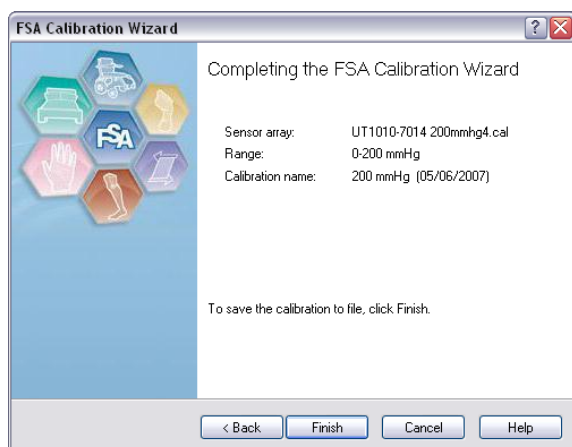 FSA Calibration Wizard
FSA
Completing the FSA Calibration Wizard
Sensor array: UT1010-7014 200mmhg4.cal
Range: 0-200 mmHg
Calibration name: 200 mmHg (05/06/2007)
To save the calibration to file, click Finish.
< Back Finish Cancel Help